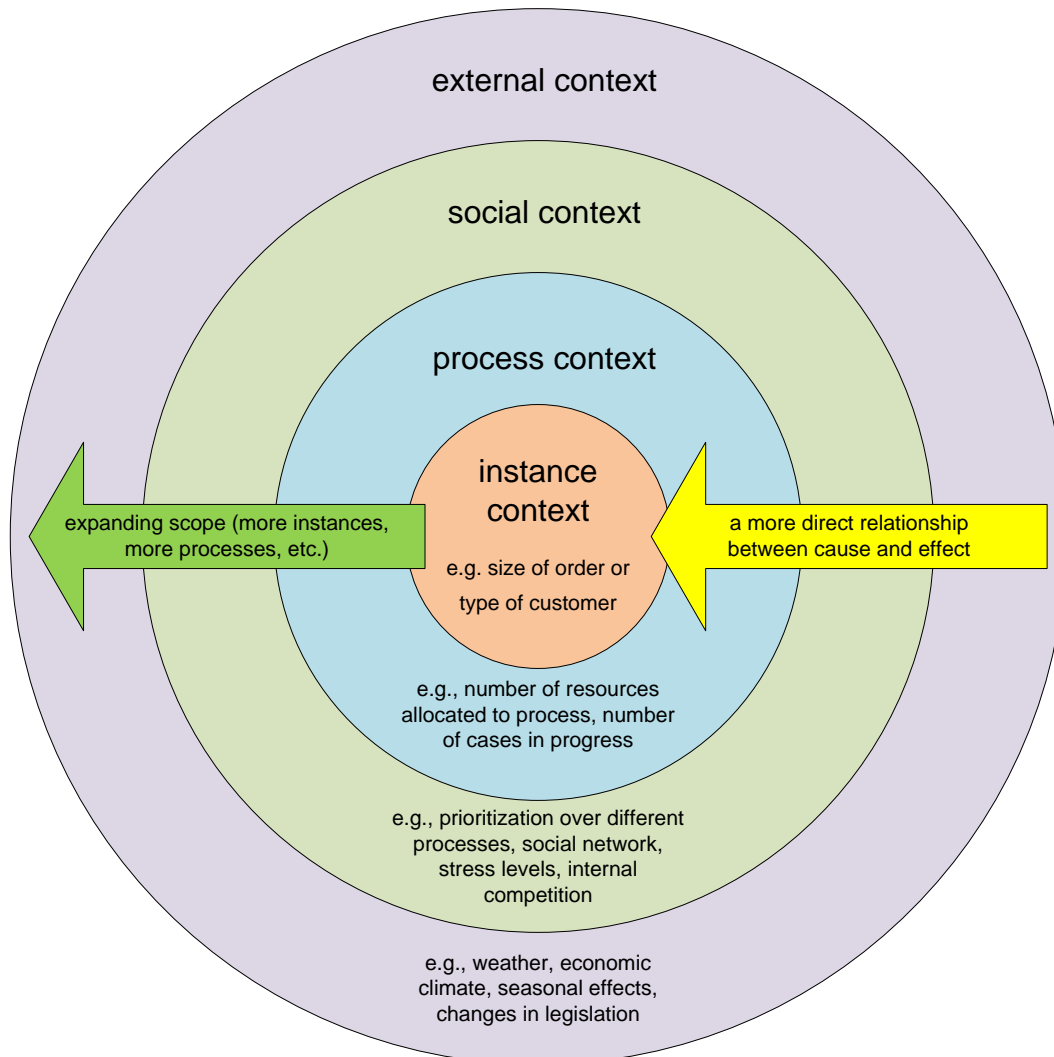 external context
social context
process context
instance
context
e.g. size of order or
type of customer
expanding scope (more instances,
more processes, etc.)
a more direct relationship
between cause and effect
e.g., number of resources
allocated to process, number
of cases in progress
e.g., prioritization over different
processes, social network,
stress levels, internal
competition
e.g., weather, economic
climate, seasonal effects,
changes in legislation